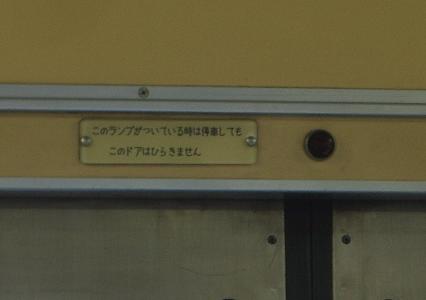 このランプがついている時は停車しても
このドアはひらきません